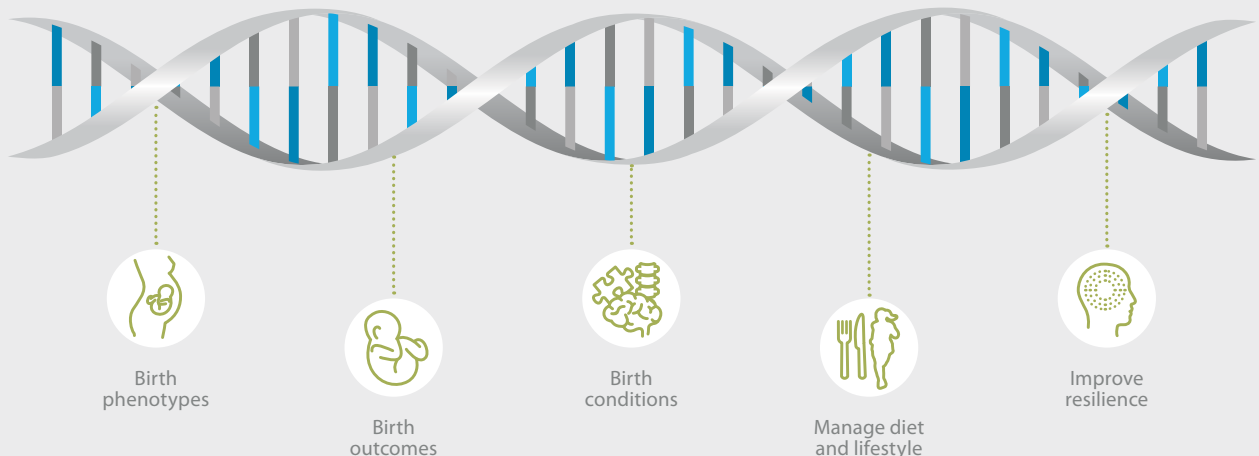 Birth
phenotypes
Birth
outcomes
Birth
conditions
Manage diet
and lifestyle
Improve
resilience